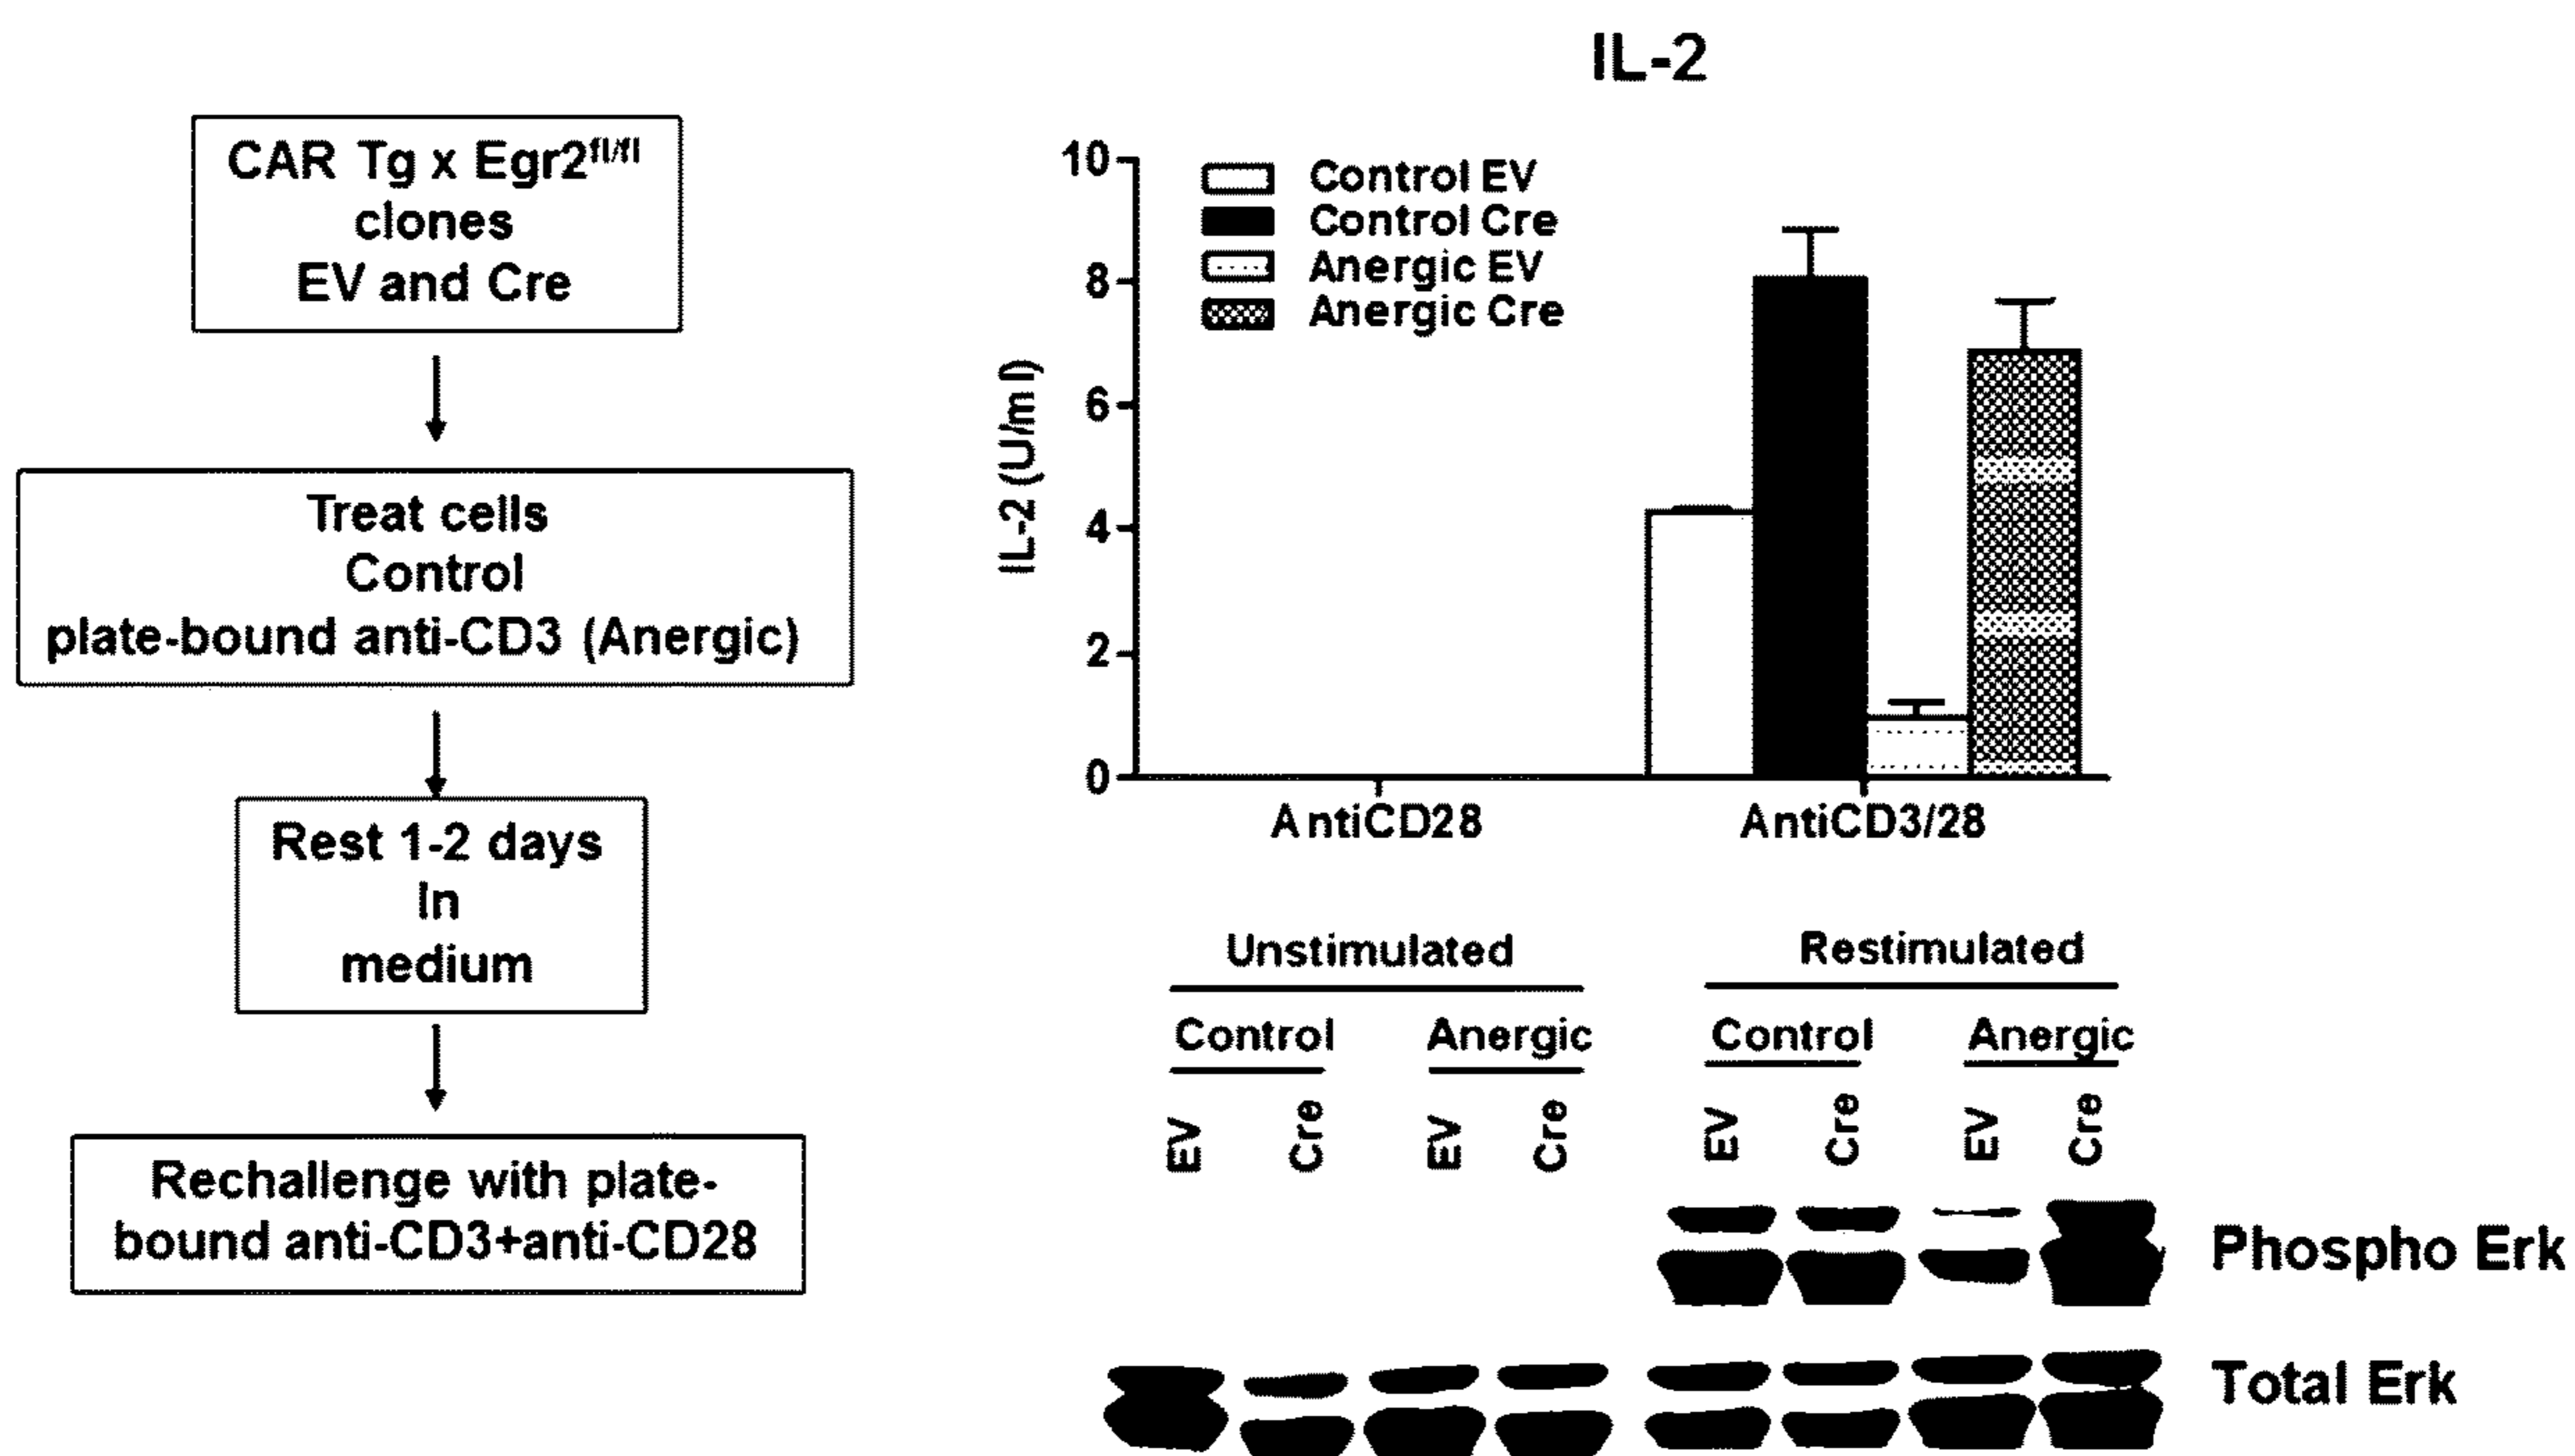 CAR Tg x Egr2fl/fl
clones
EV and Cre
Treat cells
Control
plate-bound anti-CD3 (Anergic)
Rest 1-2 days
In
medium
Rechallenge with plate-
bound anti-CD3+anti-CD28
IL-2
10
8
6
4
2
0
IL-2 (U/ml)
Control EV
Control Cre
Anergic EV
Anergic Cre
AntiCD28 AntiCD3/28
Unstimulated Restimulated
Control Anergic Control Anergic
EV Cre EV Cre EV Cre EV Cre
Phospho Erk
Total Erk